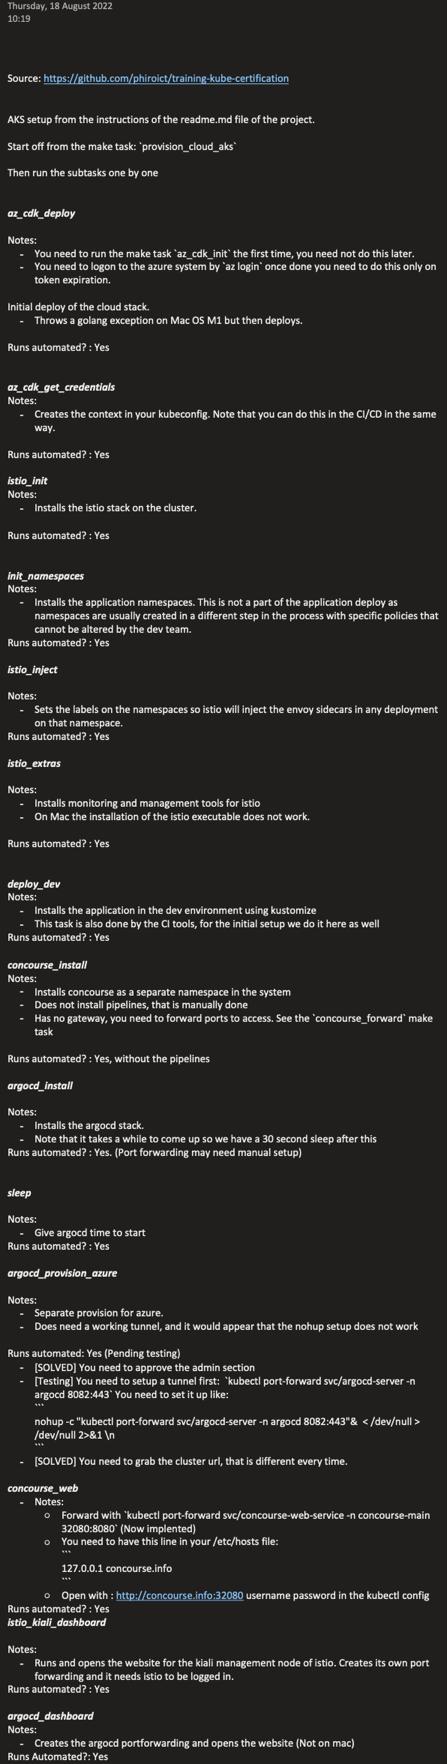 Thursday, 18 August 2022
10:19
Source: https://github.com/phiroict/training-kube-certification
AKS setup from the instructions of the readme.md file of the project.
Start off from the make task: `provision_cloud_aks`
Then run the subtasks one by one
az_cdk_deploy
Notes:
- You need to run the make task `az_cdk_init` the first time, you need not do this later.
- You need to logon to the azure system by `az login` once done you need to do this only on
token expiration.
Initial deploy of the cloud stack.
- Throws a golang exception on Mac OS M1 but then deploys.
Runs automated? : Yes
az_cdk_get_credentials
Notes:
- Creates the context in your kubeconfig. Note that you can do this in the CI/CD in the same
way.
Runs automated? : Yes
istio_init
Notes:
- Installs the istio stack on the cluster.
Runs automated? : Yes
init_namespaces
Notes:
- Installs the application namespaces. This is not a part of the application deploy as
namespaces are usually created in a different step in the process with specific policies that
cannot be altered by the dev team.
Runs automated? : Yes
istio_inject
Notes:
- Sets the labels on the namespaces so istio will inject the envoy sidecars in any deployment
on that namespace.
Runs automated? : Yes
istio_extras
Notes:
- Installs monitoring and management tools for istio
- On Mac the installation of the istio executable does not work.
Runs automated? : Yes
deploy_dev
Notes:
- Installs the application in the dev environment using kustomize
- This task is also done by the CI tools, for the initial setup we do it here as well
Runs automated? : Yes
concourse_install
Notes:
- Installs concourse as a separate namespace in the system
- Does not install pipelines, that is manually done
- Has no gateway, you need to forward ports to access. See the `concourse_forward` make
task
Runs automated? : Yes, without the pipelines
argocd_install
Notes:
- Installs the argocd stack.
- Note that it takes a while to come up so we have a 30 second sleep after this
Runs automated? : Yes. (Port forwarding may need manual setup)
sleep
Notes:
- Give argocd time to start
Runs automated? : Yes
argocd_provision_azure
Notes:
- Separate provision for azure.
- Does need a working tunnel, and it would appear that the nohup setup does not work
Runs automated: Yes (Pending testing)
- [SOLVED] You need to approve the admin section
- [Testing] You need to setup a tunnel first: `kubectl port-forward svc/argocd-server -n
argocd 8082:443` You need to set it up like:
```
nohup -c "kubectl port-forward svc/argocd-server -n argocd 8082:443"& < /dev/null >
/dev/null 2>&1 \n
```
- [SOLVED] You need to grab the cluster url, that is different every time.
concourse_web
- Notes:
○ Forward with `kubectl port-forward svc/concourse-web-service -n concourse-main
32080:8080` (Now implented)
○ You need to have this line in your /etc/hosts file:
```
127.0.0.1 concourse.info
```
○ Open with : http://concourse.info:32080 username password in the kubectl config
Runs automated? : Yes
istio_kiali_dashboard
Notes:
- Runs and opens the website for the kiali management node of istio. Creates its own port
forwarding and it needs istio to be logged in.
Runs automated? : Yes
argocd_dashboard
Notes:
- Creates the argocd portforwarding and opens the website (Not on mac)
Runs Automated?: Yes